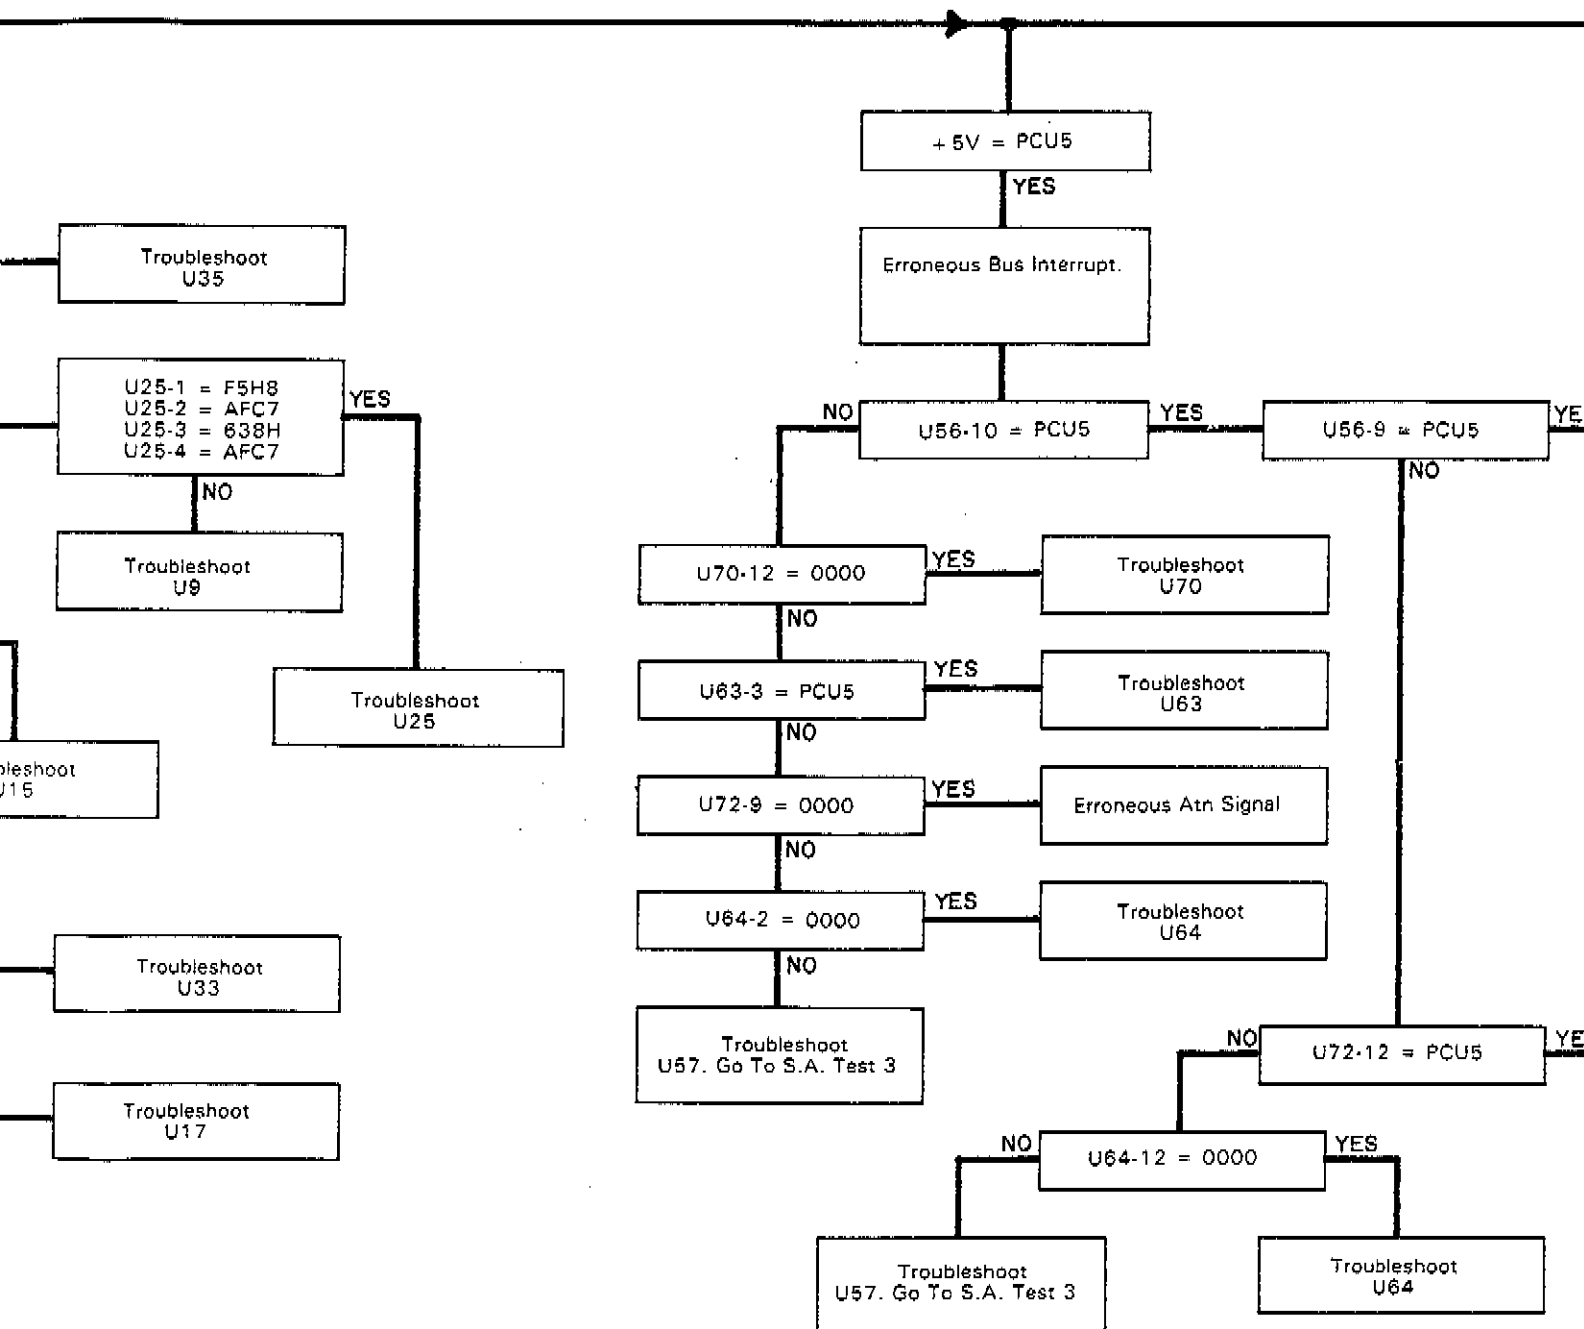 +5V = PCU5
YES
Erroneous Bus Interrupt.
Troubleshoot
U35
U25-1 = F5H8
U25-2 = AFC7
U25-3 = 638H
U25-4 = AFC7
YES
NO
Troubleshoot
U9
Troubleshoot
U25
bleshoot
U15
Troubleshoot
U33
Troubleshoot
U17
NO
U56-10 = PCU5
YES
U56-9 = PCU5
YE
NO
U70-12 = 0000
YES
Troubleshoot
U70
NO
U63-3 = PCU5
YES
Troubleshoot
U63
NO
U72-9 = 0000
YES
Erroneous Atn Signal
NO
U64-2 = 0000
YES
Troubleshoot
U64
NO
Troubleshoot
U57. Go To S.A. Test 3
NO
U72-12 = PCU5
YE
NO
U64-12 = 0000
YES
Troubleshoot
U57. Go To S.A. Test 3
Troubleshoot
U64